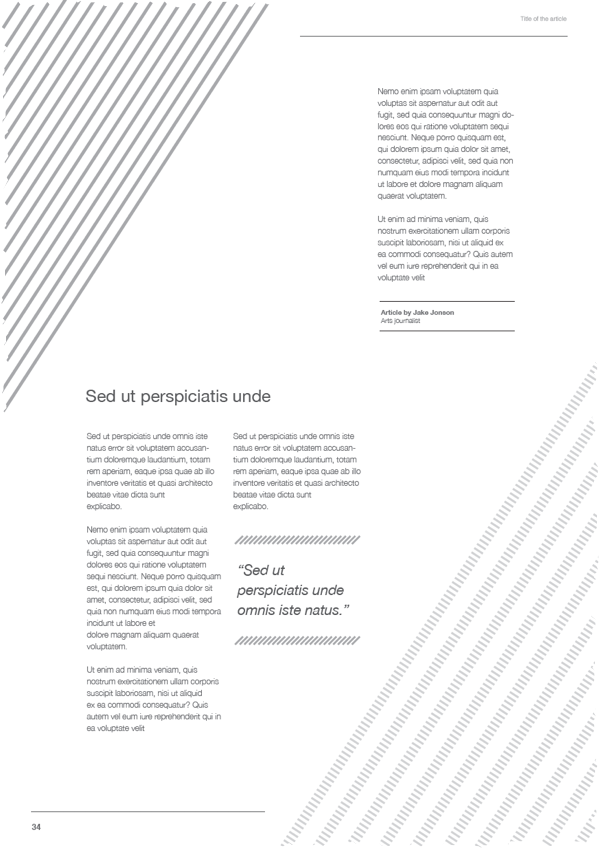 Title of the article
Nemo enim ipsam voluptatem quia
voluptas sit aspernatur aut odit aut
fugit, sed quia consequuntur magni do-
lores eos qui ratione voluptatem sequi
nesciunt. Neque porro quisquam est,
qui dolorem ipsum quia dolor sit amet,
consectetur, adipisci velit, sed quia non
numquam eius modi tempora incidunt
ut labore et dolore magnam aliquam
quaerat voluptatem.
Ut enim ad minima veniam, quis
nostrum exercitationem ullam corporis
suscipit laboriosam, nisi ut aliquid ex
ea commodi consequatur? Quis autem
vel eum iure reprehenderit qui in ea
voluptate velit
Article by Jake Jonson
Arts journalist
Sed ut perspiciatis unde
Sed ut perspiciatis unde omnis iste
natus error sit voluptatem accusan-
tium doloremque laudantium, totam
rem aperiam, eaque ipsa quae ab illo
inventore veritatis et quasi architecto
beatae vitae dicta sunt
explicabo.
Nemo enim ipsam voluptatem quia
voluptas sit aspernatur aut odit aut
fugit, sed quia consequuntur magni
dolores eos qui ratione voluptatem
sequi nesciunt. Neque porro quisquam
est, qui dolorem ipsum quia dolor sit
amet, consectetur, adipisci velit, sed
quia non numquam eius modi tempora
incidunt ut labore et
dolore magnam aliquam quaerat
voluptatem.
Ut enim ad minima veniam, quis
nostrum exercitationem ullam corporis
suscipit laboriosam, nisi ut aliquid
ex ea commodi consequatur? Quis
autem vel eum iure reprehenderit qui in
ea voluptate velit
Sed ut perspiciatis unde omnis iste
natus error sit voluptatem accusan-
tium doloremque laudantium, totam
rem aperiam, eaque ipsa quae ab illo
inventore veritatis et quasi architecto
beatae vitae dicta sunt
explicabo.
“Sed ut
perspiciatis unde
omnis iste natus.”
34